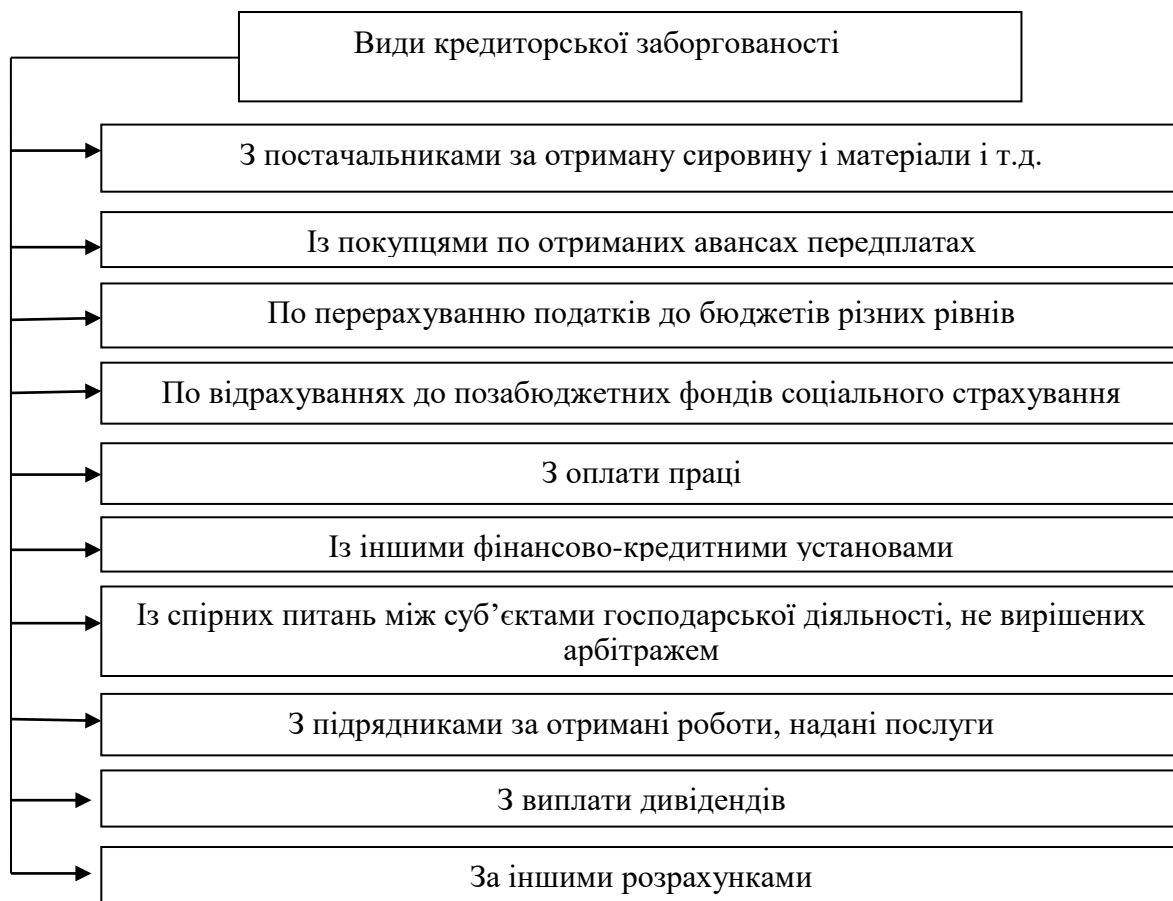 Види кредиторської заборгованості
З постачальниками за отриману сировину і матеріали і т.д.
Із покупцями по отриманих авансах передплатах
По перерахуванню податків до бюджетів різних рівнів
По відрахуваннях до позабюджетних фондів соціального страхування
З оплати праці
Із іншими фінансово-кредитними установами
Із спірних питань між суб’єктами господарської діяльності, не вирішених
арбітражем
З підрядниками за отримані роботи, надані послуги
З виплати дивідендів
За іншими розрахунками